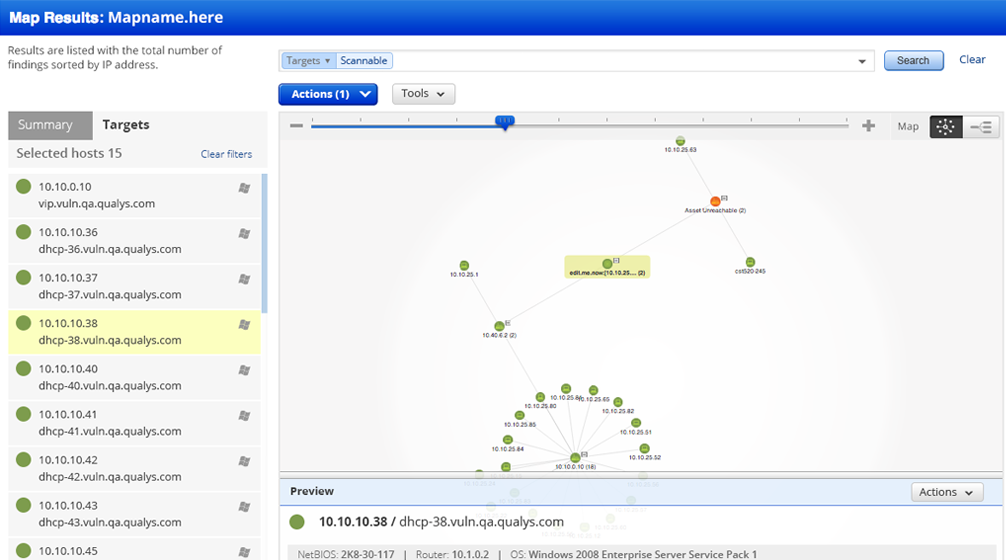 Map Results: Mapname.here
Results are listed with the total number of
findings sorted by IP address.
Targets
Scannable
Search
Clear
Actions (1)
Tools
Summary
Targets
Selected hosts 15
Clear filters
10.10.0.10
vip.vuln.qa.qualys.com
10.10.10.36
dhcp-36.vuln.qa.qualys.com
10.10.10.37
dhcp-37.vuln.qa.qualys.com
10.10.10.38
dhcp-38.vuln.qa.qualys.com
10.10.10.40
dhcp-40.vuln.qa.qualys.com
10.10.10.41
dhcp-41.vuln.qa.qualys.com
10.10.10.42
dhcp-42.vuln.qa.qualys.com
10.10.10.43
dhcp-43.vuln.qa.qualys.com
10.10.10.45
Map
10.10.25.63
Asset Unreachable (2)
10.10.25.1
edit.me.now [10.10.25.... (2)
cst520-245
10.40.6.2 (2)
10.10.25.80
10.10.25.65
10.10.25.82
10.10.25.85
10.10.25.51
10.10.25.84
10.10.25.52
10.10.0.10 (18)
Preview
Actions
10.10.10.38 / dhcp-38.vuln.qa.qualys.com
NetBIOS: 2K8-30-117 | Router: 10.1.0.2 | OS: Windows 2008 Enterprise Server Service Pack 1